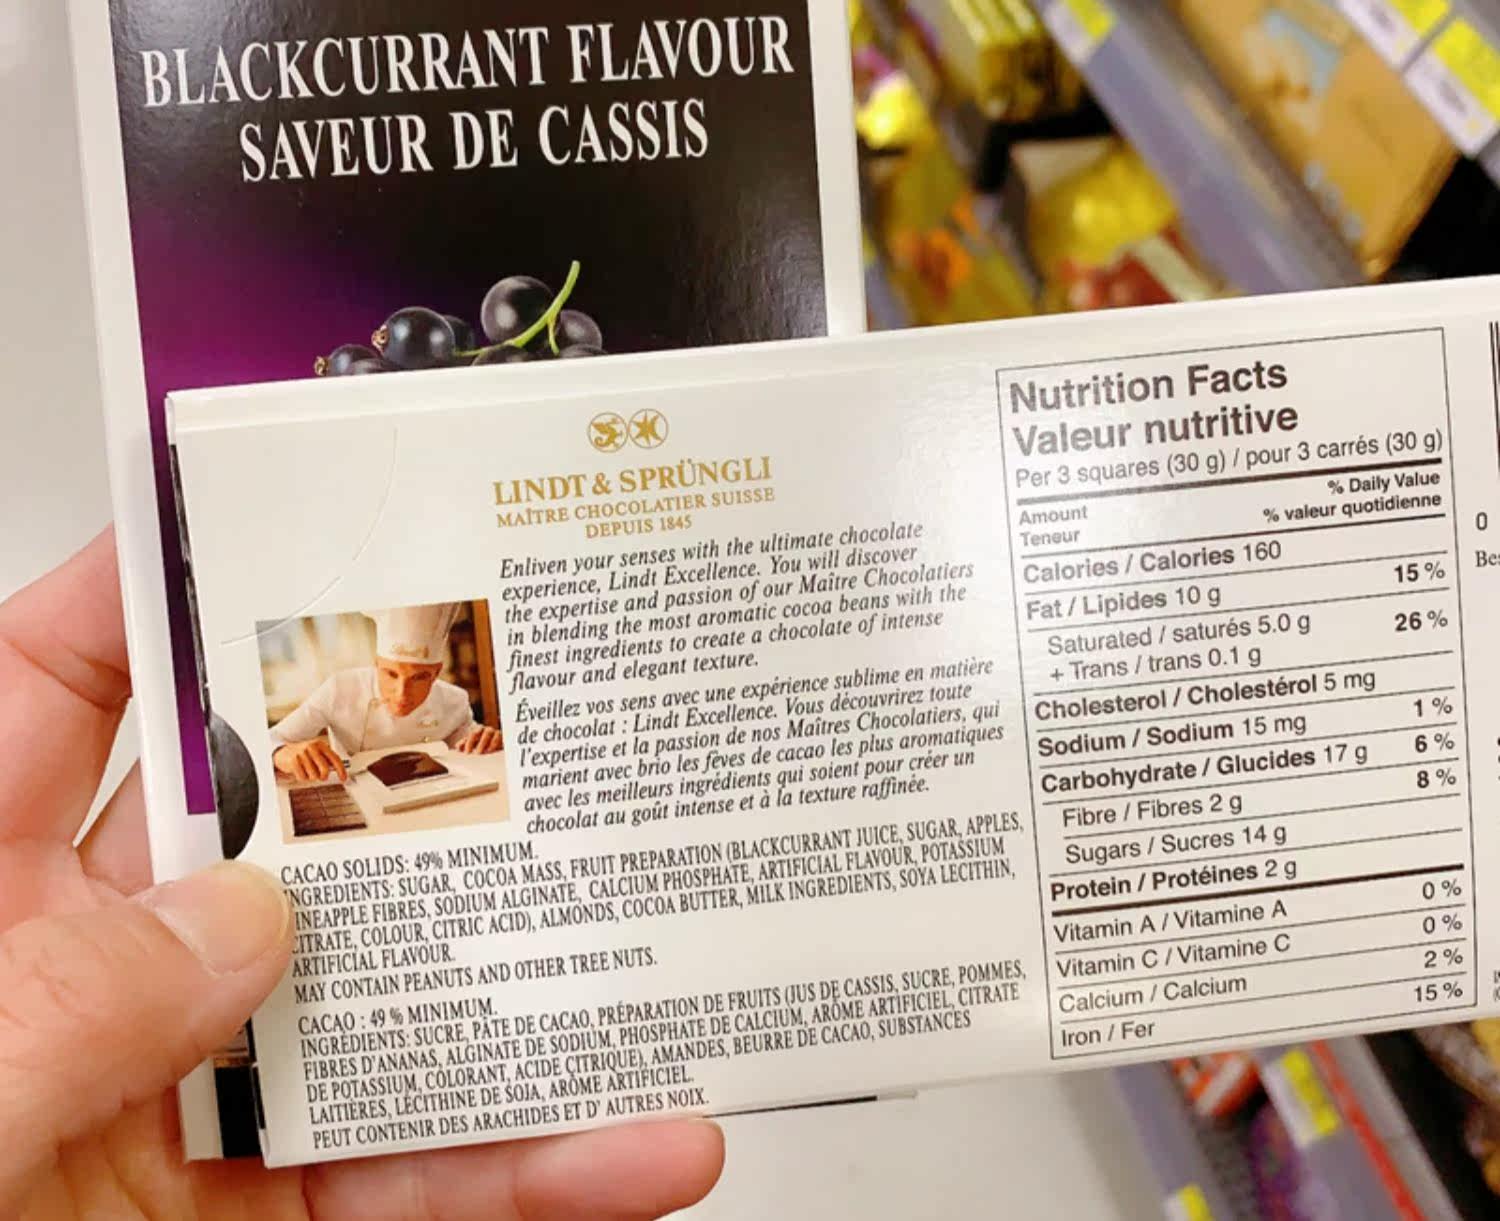 BLACKCURRANT FLAVOUR
SAVEUR DE CASSIS
LINDT & SPRÜNGLI
MAÎTRE CHOCOLATIER SUISSE
DEPUIS 1845
Enliven your senses with the ultimate chocolate
experience, Lindt Excellence. You will discover
the expertise and passion of our Maître Chocolatiers
in blending the most aromatic cocoa beans with the
finest ingredients to create a chocolate of intense
flavour and elegant texture.
Éveillez vos sens avec une expérience sublime en matière
de chocolat : Lindt Excellence. Vous découvrirez toute
l'expertise et la passion de nos Maîtres Chocolatiers, qui
marient avec brio les fèves de cacao les plus aromatiques
avec les meilleurs ingrédients qui soient pour créer un
chocolat au goût intense et à la texture raffinée.
CACAO SOLIDS: 49% MINIMUM.
INGREDIENTS: SUGAR, COCOA MASS, FRUIT PREPARATION (BLACKCURRANT JUICE, SUGAR, APPLES,
INEAPPLE FIBRES, SODIUM ALGINATE, CALCIUM PHOSPHATE, ARTIFICIAL FLAVOUR, POTASSIUM
CITRATE, COLOUR, CITRIC ACID), ALMONDS, COCOA BUTTER, MILK INGREDIENTS, SOYA LECITHIN,
ARTIFICIAL FLAVOUR.
MAY CONTAIN PEANUTS AND OTHER TREE NUTS.
CACAO : 49 % MINIMUM.
INGRÉDIENTS: SUCRE, PÂTE DE CACAO, PRÉPARATION DE FRUITS (JUS DE CASSIS, SUCRE, POMMES,
FIBRES D'ANANAS, ALGINATE DE SODIUM, PHOSPHATE DE CALCIUM, ARÔME ARTIFICIEL, CITRATE
DE POTASSIUM, COLORANT, ACIDE CITRIQUE), AMANDES, BEURRE DE CACAO, SUBSTANCES
LAITIÈRES, LÉCITHINE DE SOJA, ARÔME ARTIFICIEL.
PEUT CONTENIR DES ARACHIDES ET D' AUTRES NOIX.
Nutrition Facts
Valeur nutritive
Per 3 squares (30 g) / pour 3 carrés (30 g)
Amount % Daily Value
Teneur % valeur quotidienne
Calories / Calories 160
Fat / Lipides 10 g 15 %
Saturated / saturés 5.0 g 26 %
+ Trans / trans 0.1 g
Cholesterol / Cholestérol 5 mg
Sodium / Sodium 15 mg 1 %
Carbohydrate / Glucides 17 g 6 %
Fibre / Fibres 2 g 8 %
Sugars / Sucres 14 g
Protein / Protéines 2 g
Vitamin A / Vitamine A 0 %
Vitamin C / Vitamine C 0 %
Calcium / Calcium 2 %
Iron / Fer 15 %
0